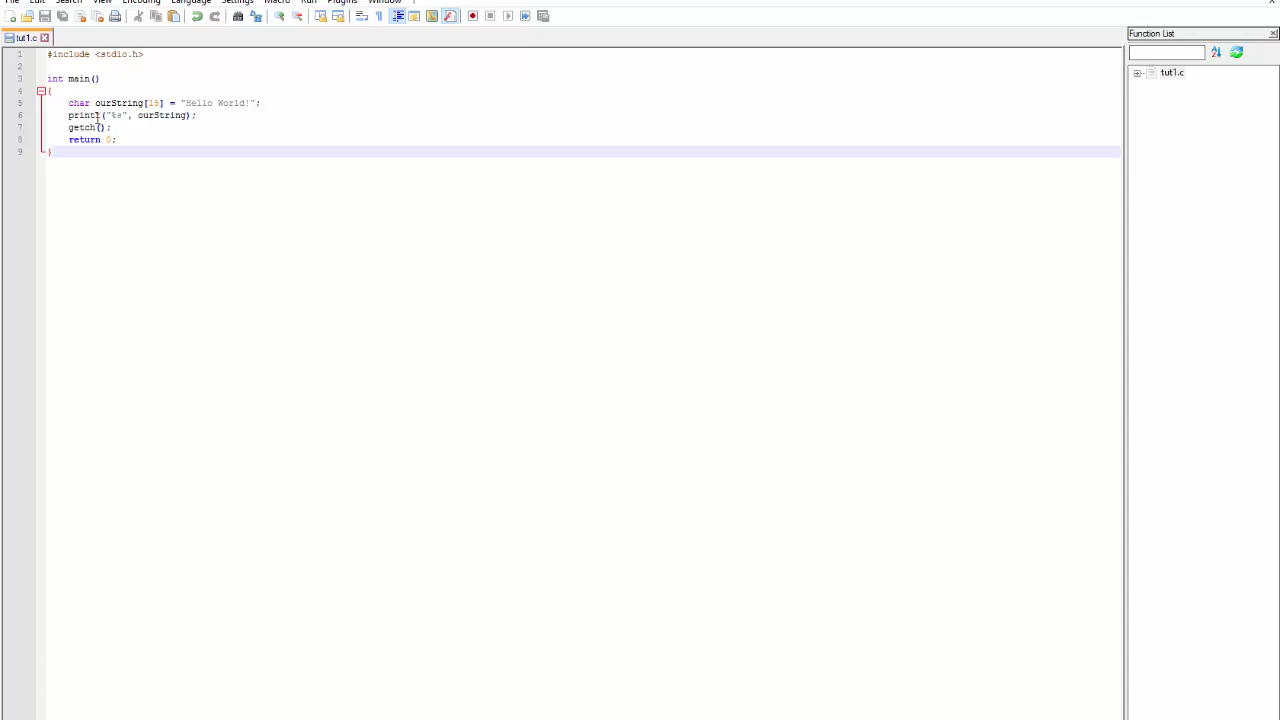 File Edit Search View Encoding Language Settings Macro Run Plugins Window ?
tut1.c
Function List
tut1.c
1 #include <stdio.h>
2
3 int main()
4 {
5 char ourString[15] = "Hello World!";
6 printf("%s", ourString);
7 getch();
8 return 0;
9 }